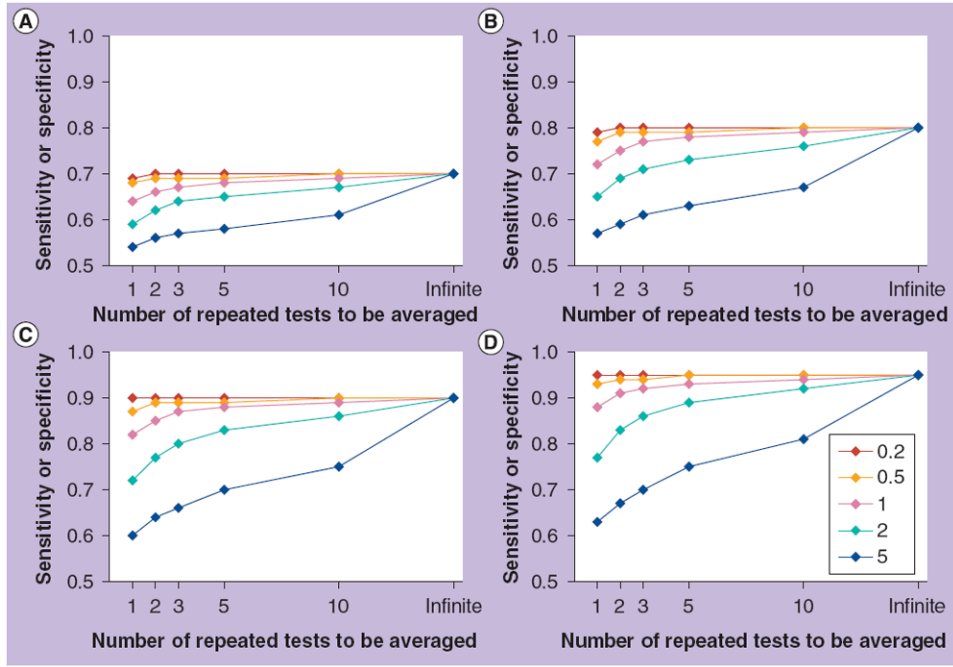 A
Sensitivity or specificity
1.0
0.9
0.8
0.7
0.6
0.5
1 2 3 5 10 Infinite
Number of repeated tests to be averaged
B
Sensitivity or specificity
1.0
0.9
0.8
0.7
0.6
0.5
1 2 3 5 10 Infinite
Number of repeated tests to be averaged
C
Sensitivity or specificity
1.0
0.9
0.8
0.7
0.6
0.5
1 2 3 5 10 Infinite
Number of repeated tests to be averaged
D
Sensitivity or specificity
1.0
0.9
0.8
0.7
0.6
0.5
1 2 3 5 10 Infinite
Number of repeated tests to be averaged
0.2
0.5
1
2
5